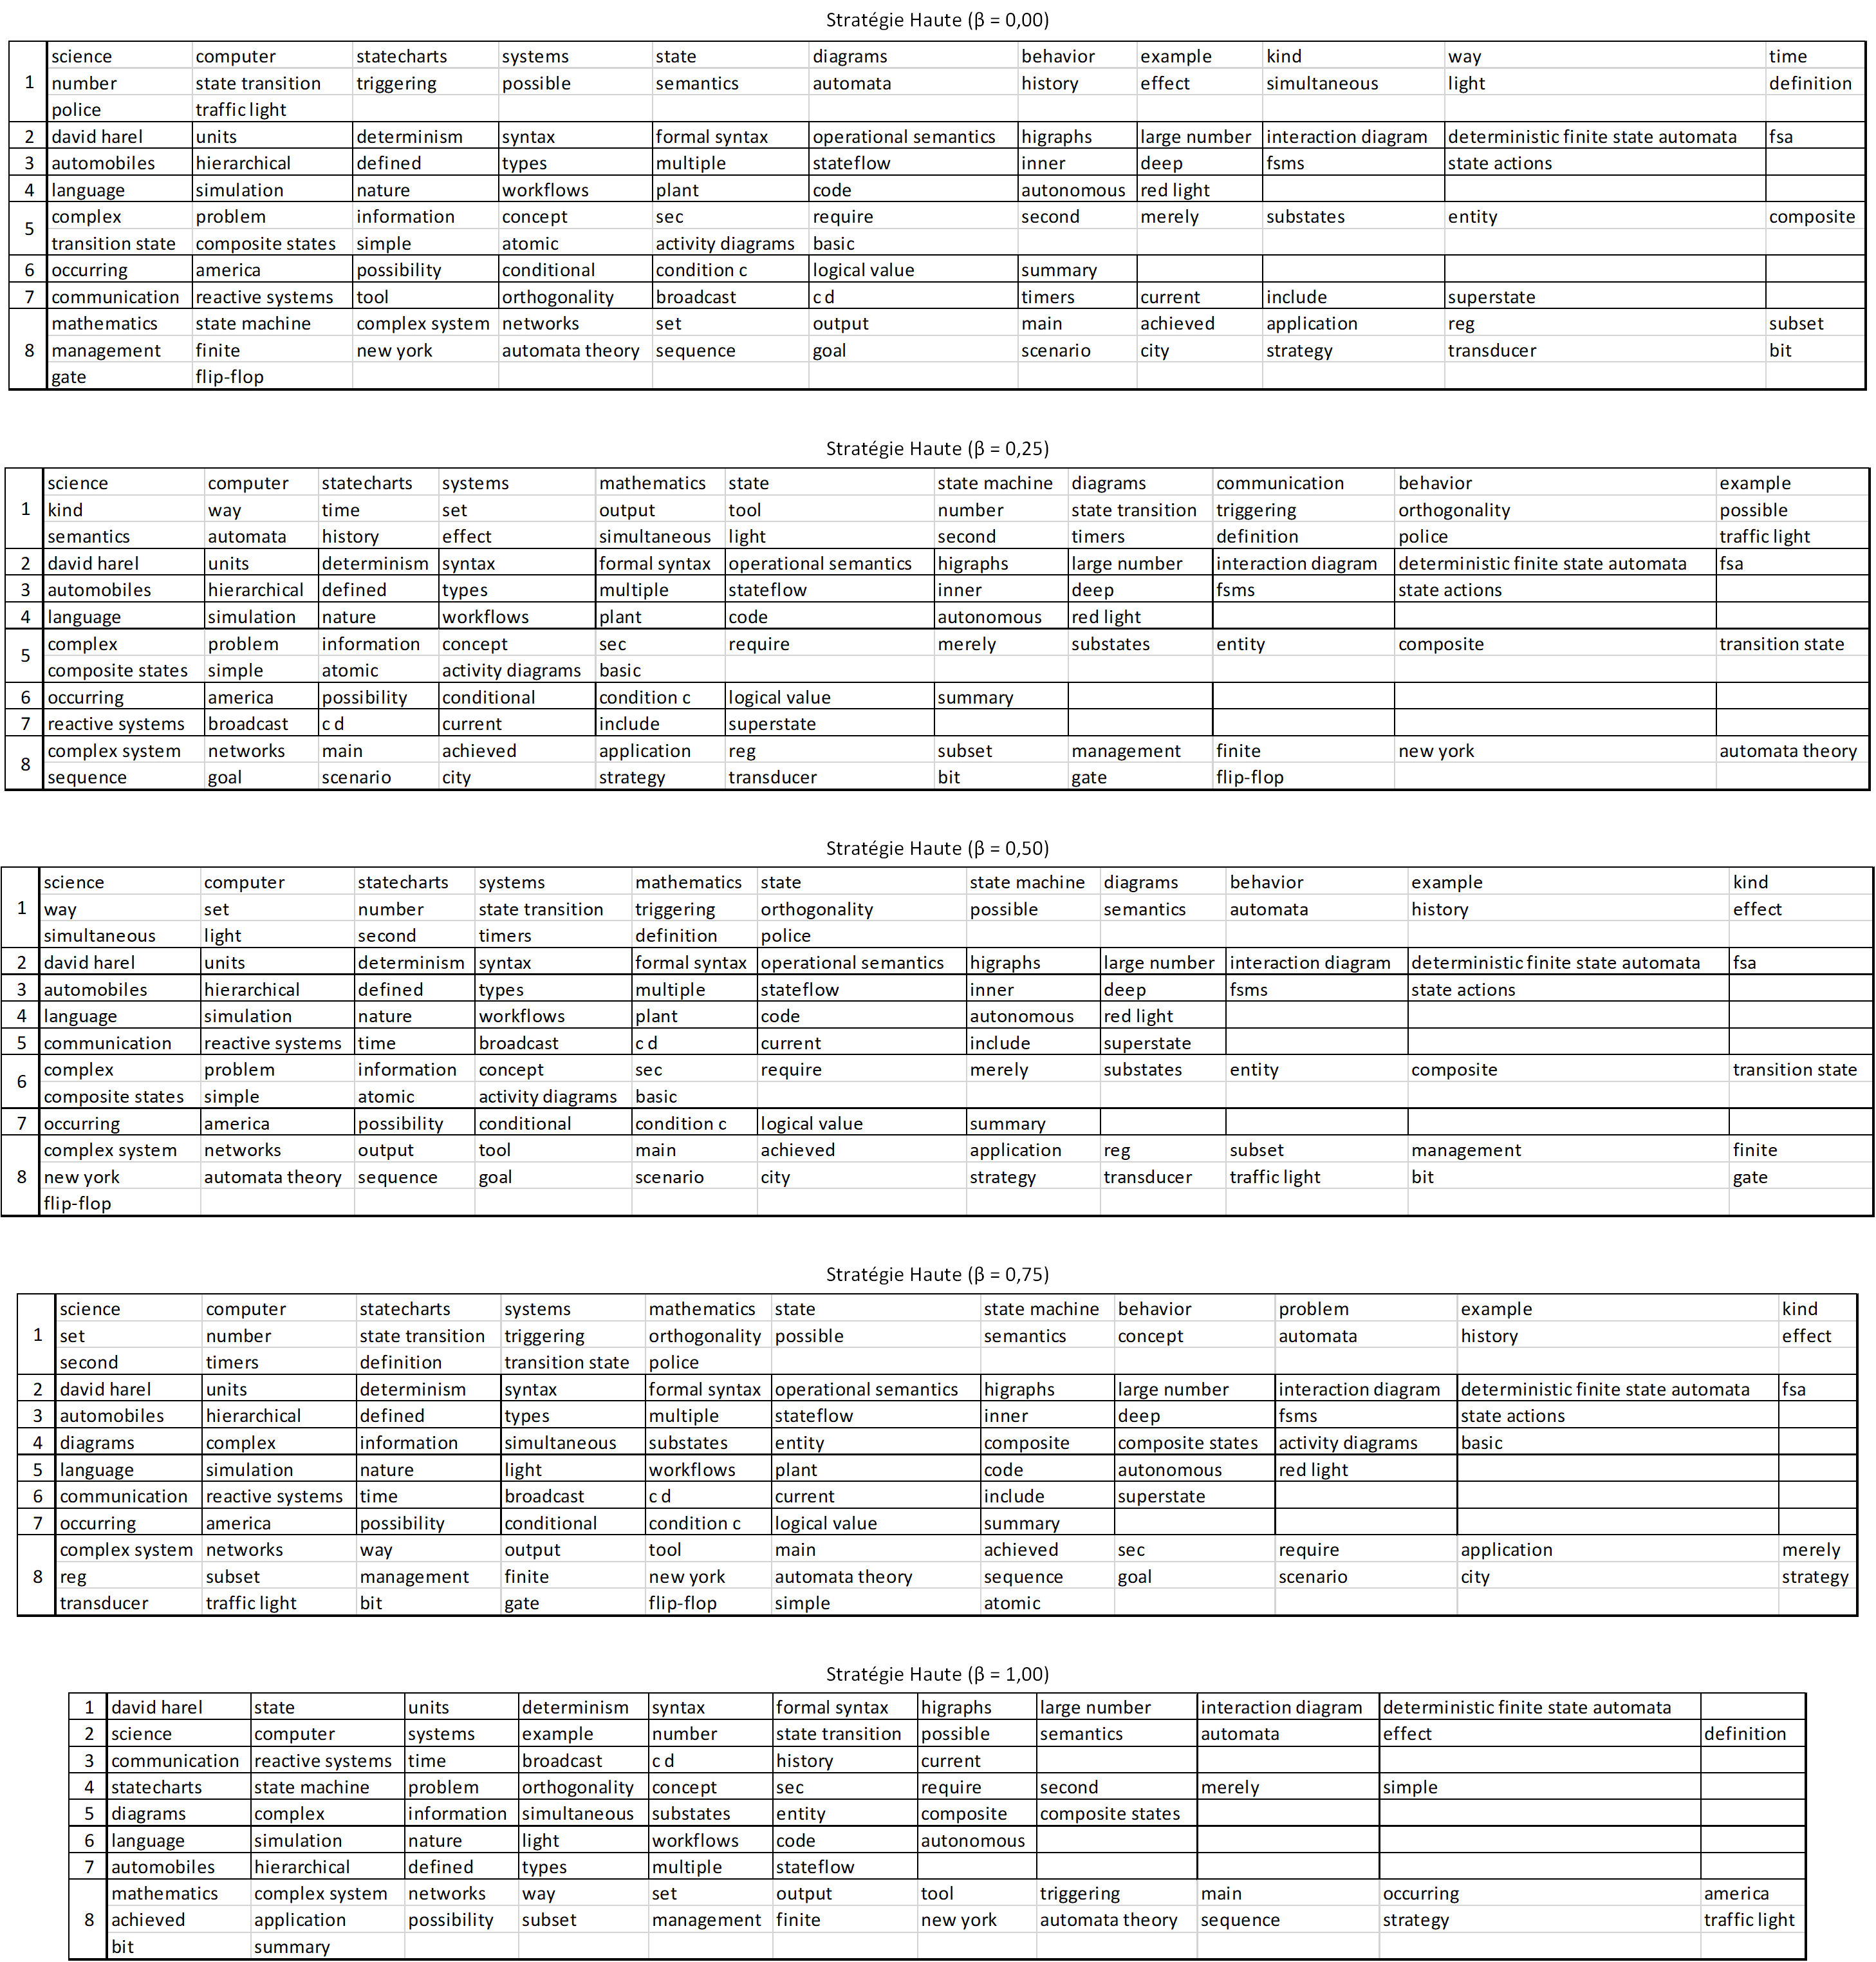 Stratégie Haute (β = 0,00)
science computer statecharts systems state diagrams behavior example kind way time
1 number state transition triggering possible semantics automata history effect simultaneous light definition
police traffic light
2 david harel units determinism syntax formal syntax operational semantics higraphs large number interaction diagram deterministic finite state automata fsa
3 automobiles hierarchical defined types multiple stateflow inner deep fsms state actions
4 language simulation nature workflows plant code autonomous red light
5 complex problem information concept sec require second merely substates entity composite
transition state composite states simple atomic activity diagrams basic
6 occurring america possibility conditional condition c logical value summary
7 communication reactive systems tool orthogonality broadcast c d timers current include superstate
mathematics state machine complex system networks set output main achieved application reg subset
8 management finite new york automata theory sequence goal scenario city strategy transducer bit
gate flip-flop
Stratégie Haute (β = 0,25)
science computer statecharts systems mathematics state state machine diagrams communication behavior example
1 kind way time set output tool number state transition triggering orthogonality possible
semantics automata history effect simultaneous light second timers definition police traffic light
2 david harel units determinism syntax formal syntax operational semantics higraphs large number interaction diagram deterministic finite state automata fsa
3 automobiles hierarchical defined types multiple stateflow inner deep fsms state actions
4 language simulation nature workflows plant code autonomous red light
5 complex problem information concept sec require merely substates entity composite transition state
composite states simple atomic activity diagrams basic
6 occurring america possibility conditional condition c logical value summary
7 reactive systems broadcast c d current include superstate
8 complex system networks main achieved application reg subset management finite new york automata theory
sequence goal scenario city strategy transducer bit gate flip-flop
Stratégie Haute (β = 0,50)
science computer statecharts systems mathematics state state machine diagrams behavior example kind
1 way set number state transition triggering orthogonality possible semantics automata history effect
simultaneous light second timers definition police
2 david harel units determinism syntax formal syntax operational semantics higraphs large number interaction diagram deterministic finite state automata fsa
3 automobiles hierarchical defined types multiple stateflow inner deep fsms state actions
4 language simulation nature workflows plant code autonomous red light
5 communication reactive systems time broadcast c d current include superstate
6 complex problem information concept sec require merely substates entity composite transition state
composite states simple atomic activity diagrams basic
7 occurring america possibility conditional condition c logical value summary
complex system networks output tool main achieved application reg subset management finite
8 new york automata theory sequence goal scenario city strategy transducer traffic light bit gate
flip-flop
Stratégie Haute (β = 0,75)
science computer statecharts systems mathematics state state machine behavior problem example kind
1 set number state transition triggering orthogonality possible semantics concept automata history effect
second timers definition transition state police
2 david harel units determinism syntax formal syntax operational semantics higraphs large number interaction diagram deterministic finite state automata fsa
3 automobiles hierarchical defined types multiple stateflow inner deep fsms state actions
4 diagrams complex information simultaneous substates entity composite composite states activity diagrams basic
5 language simulation nature light workflows plant code autonomous red light
6 communication reactive systems time broadcast c d current include superstate
7 occurring america possibility conditional condition c logical value summary
complex system networks way output tool main achieved sec require application merely
8 reg subset management finite new york automata theory sequence goal scenario city strategy
transducer traffic light bit gate flip-flop simple atomic
Stratégie Haute (β = 1,00)
1 david harel state units determinism syntax formal syntax higraphs large number interaction diagram deterministic finite state automata
2 science computer systems example number state transition possible semantics automata effect definition
3 communication reactive systems time broadcast c d history current
4 statecharts state machine problem orthogonality concept sec require second merely simple
5 diagrams complex information simultaneous substates entity composite composite states
6 language simulation nature light workflows code autonomous
7 automobiles hierarchical defined types multiple stateflow
mathematics complex system networks way set output tool triggering main occurring america
8 achieved application possibility subset management finite new york automata theory sequence strategy traffic light
bit summary